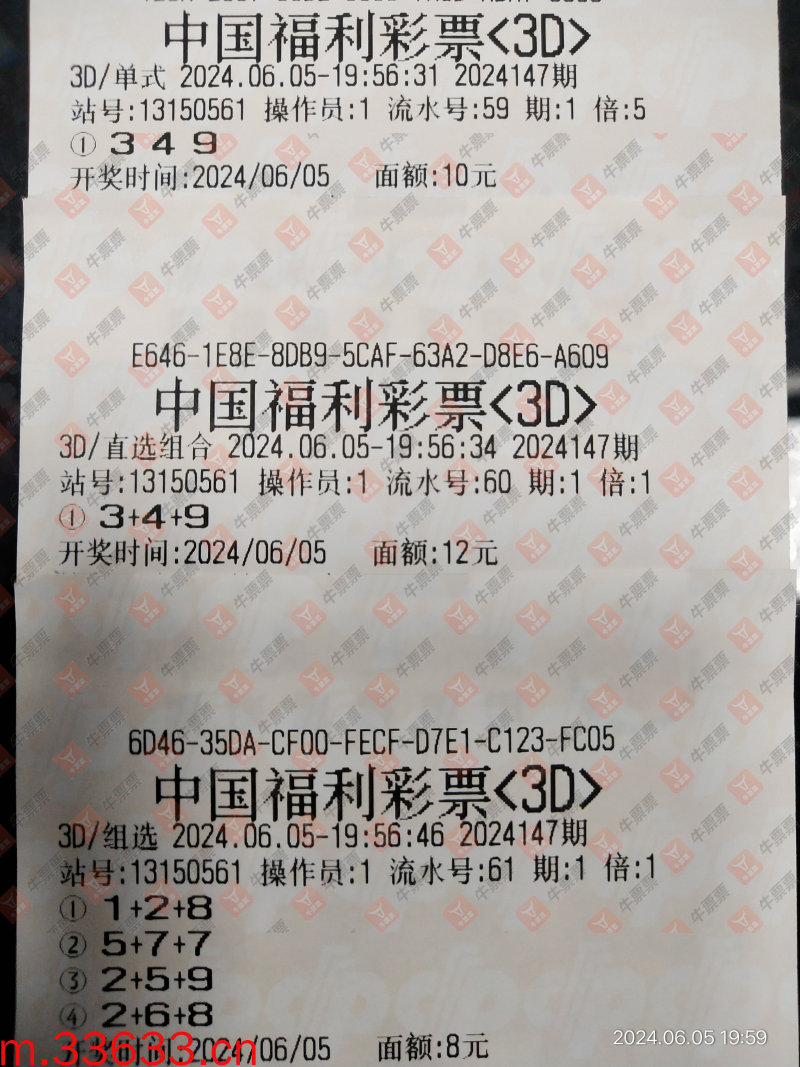 中国福利彩票<3D>
3D/单式 2024.06.05-19:56:31 2024147期
站号:13150561 操作员:1 流水号:59 期:1 倍:5
① 3 4 9
开奖时间:2024/06/05 面额:10元
E646-1E8E-8DB9-5CAF-63A2-D8E6-A609
中国福利彩票<3D>
3D/直选组合 2024.06.05-19:56:34 2024147期
站号:13150561 操作员:1 流水号:60 期:1 倍:1
① 3+4+9
开奖时间:2024/06/05 面额:12元
6D46-35DA-CF00-FECF-D7E1-C123-FC05
中国福利彩票<3D>
3D/组选 2024.06.05-19:56:46 2024147期
站号:13150561 操作员:1 流水号:61 期:1 倍:1
① 1+2+8
② 5+7+7
③ 2+5+9
④ 2+6+8
开奖时间:2024/06/05 面额:8元
2024.06.05 19:59
m.33633.cn
牛票票